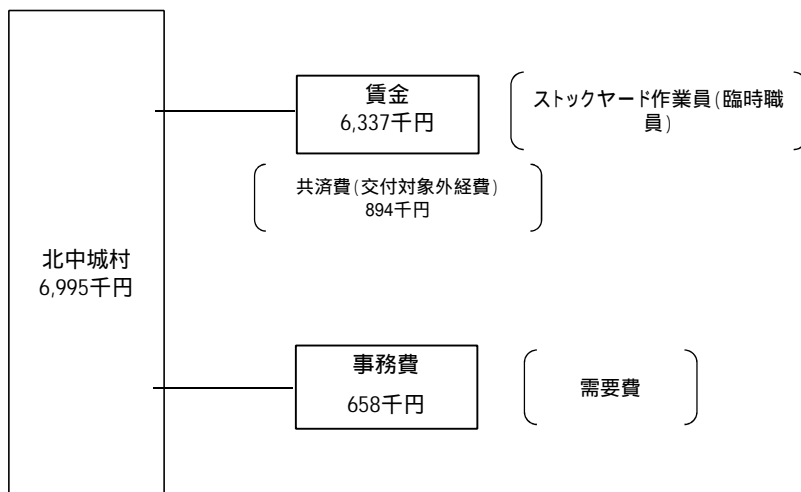 賃金
6,337千円
ストックヤード作業員(臨時職
員)
共済費(交付対象外経費)
894千円
北中城村
6,995千円
事務費
658千円
需要費